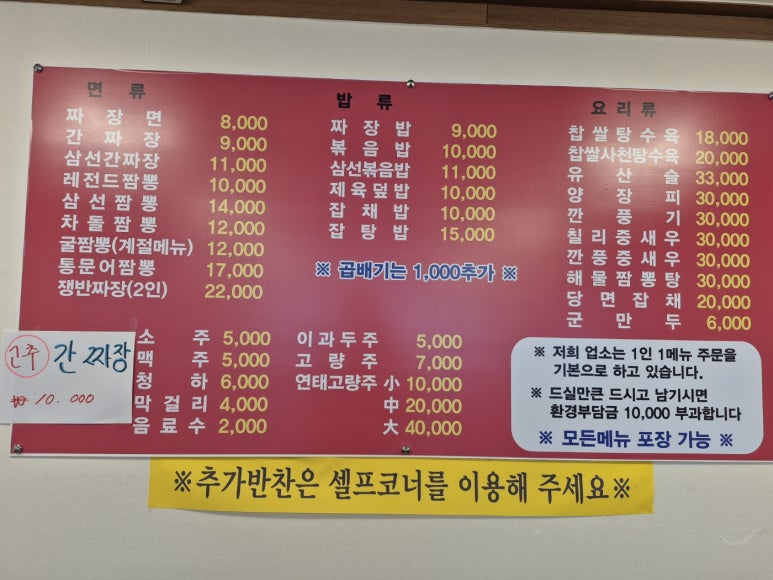 면 류
짜 장 면 8,000
간 짜 장 9,000
삼선간짜장 11,000
레전드짬뽕 10,000
삼 선 짬 뽕 14,000
차 돌 짬 뽕 12,000
굴짬뽕(계절메뉴) 12,000
통문어짬뽕 17,000
쟁반짜장(2인) 22,000
밥 류
짜 장 밥 9,000
볶 음 밥 10,000
삼선볶음밥 11,000
제육덮밥 10,000
잡 채 밥 10,000
잡 탕 밥 15,000
※ 곱배기는 1,000추가 ※
요 리 류
찹쌀탕수육 18,000
찹쌀사천탕수육 20,000
유 산 슬 33,000
양 장 피 30,000
깐 풍 기 30,000
칠리중새우 30,000
깐풍중새우 30,000
해물짬뽕탕 30,000
당 면 잡 채 20,000
군 만 두 6,000
고추 간 짜장
₩ 10.000
소 주 5,000
맥 주 5,000
청 하 6,000
막 걸 리 4,000
음 료 수 2,000
이 과 두 주 5,000
고 량 주 7,000
연태고량주 小 10,000
中 20,000
大 40,000
※ 저희 업소는 1인 1메뉴 주문을
기본으로 하고 있습니다.
※ 드실만큼 드시고 남기시면
환경부담금 10,000 부과합니다
※ 모든메뉴 포장 가능 ※
※추가반찬은 셀프코너를 이용해 주세요※